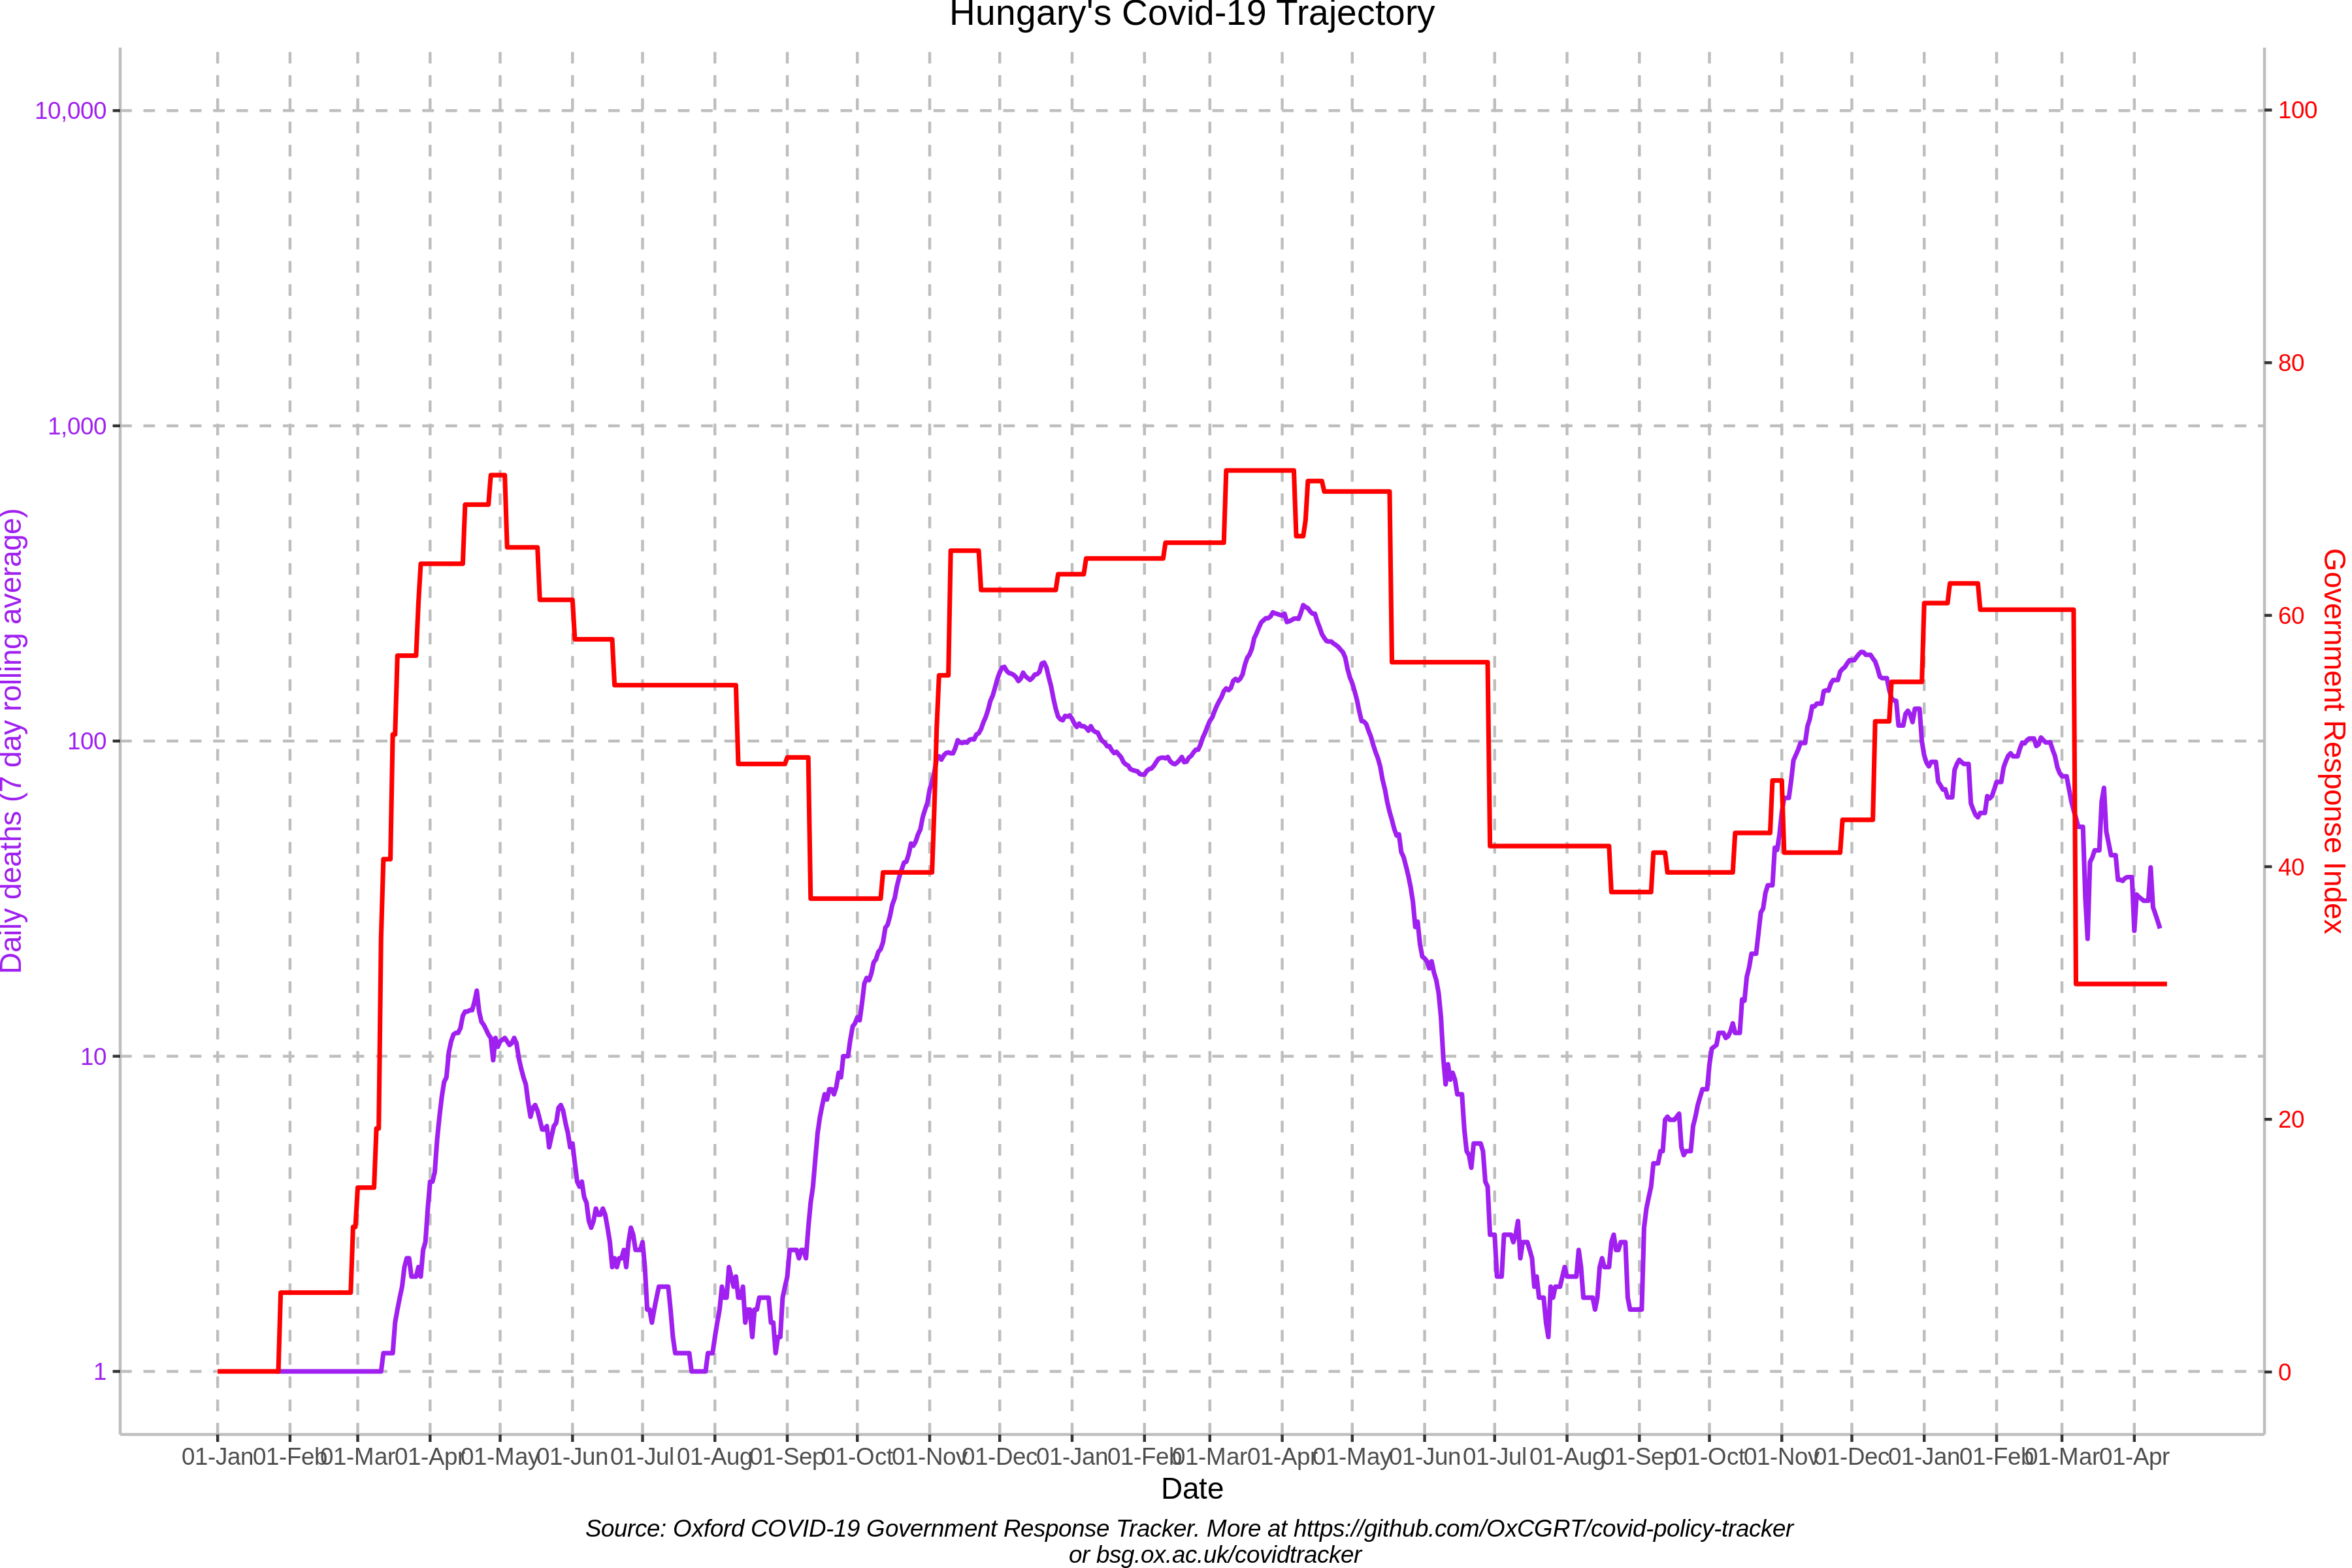 Hungary's Covid-19 Trajectory
10,000
1,000
100
10
1
Daily deaths (7 day rolling average)
100
80
60
40
20
0
Government Response Index
01-Jan 01-Feb 01-Mar 01-Apr 01-May 01-Jun 01-Jul 01-Aug 01-Sep 01-Oct 01-Nov 01-Dec 01-Jan 01-Feb 01-Mar 01-Apr 01-May 01-Jun 01-Jul 01-Aug 01-Sep 01-Oct 01-Nov 01-Dec 01-Jan 01-Feb 01-Mar 01-Apr
Date
Source: Oxford COVID-19 Government Response Tracker. More at https://github.com/OxCGRT/covid-policy-tracker
or bsg.ox.ac.uk/covidtracker